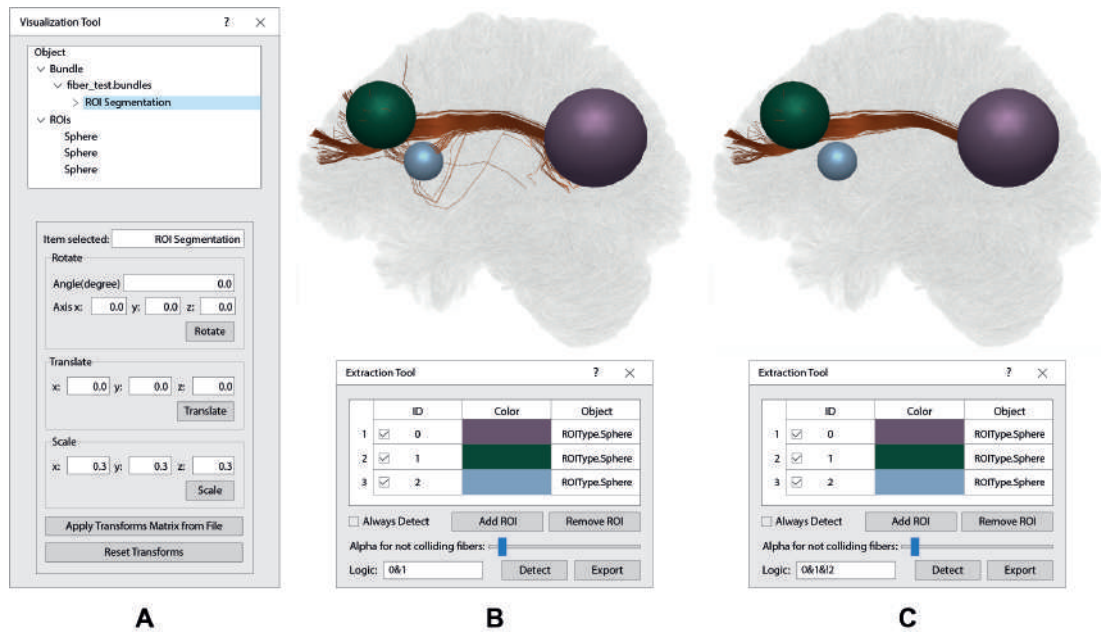 Visualization Tool ? ×
Object
Bundle
fiber_test.bundles
ROI Segmentation
ROIs
Sphere
Sphere
Sphere
Item selected: ROI Segmentation
Rotate
Angle(degree) 0.0
Axis x: 0.0 y: 0.0 z: 0.0
Rotate
Translate
x: 0.0 y: 0.0 z: 0.0
Translate
Scale
x: 0.3 y: 0.3 z: 0.3
Scale
Apply Transforms Matrix from File
Reset Transforms
A
Extraction Tool ? ×
ID Color Object
1 0 ROIType.Sphere
2 1 ROIType.Sphere
3 2 ROIType.Sphere
Always Detect Add ROI Remove ROI
Alpha for not colliding fibers:
Logic: 0&1 Detect Export
B
Extraction Tool ? ×
ID Color Object
1 0 ROIType.Sphere
2 1 ROIType.Sphere
3 2 ROIType.Sphere
Always Detect Add ROI Remove ROI
Alpha for not colliding fibers:
Logic: 0&1&!2 Detect Export
C